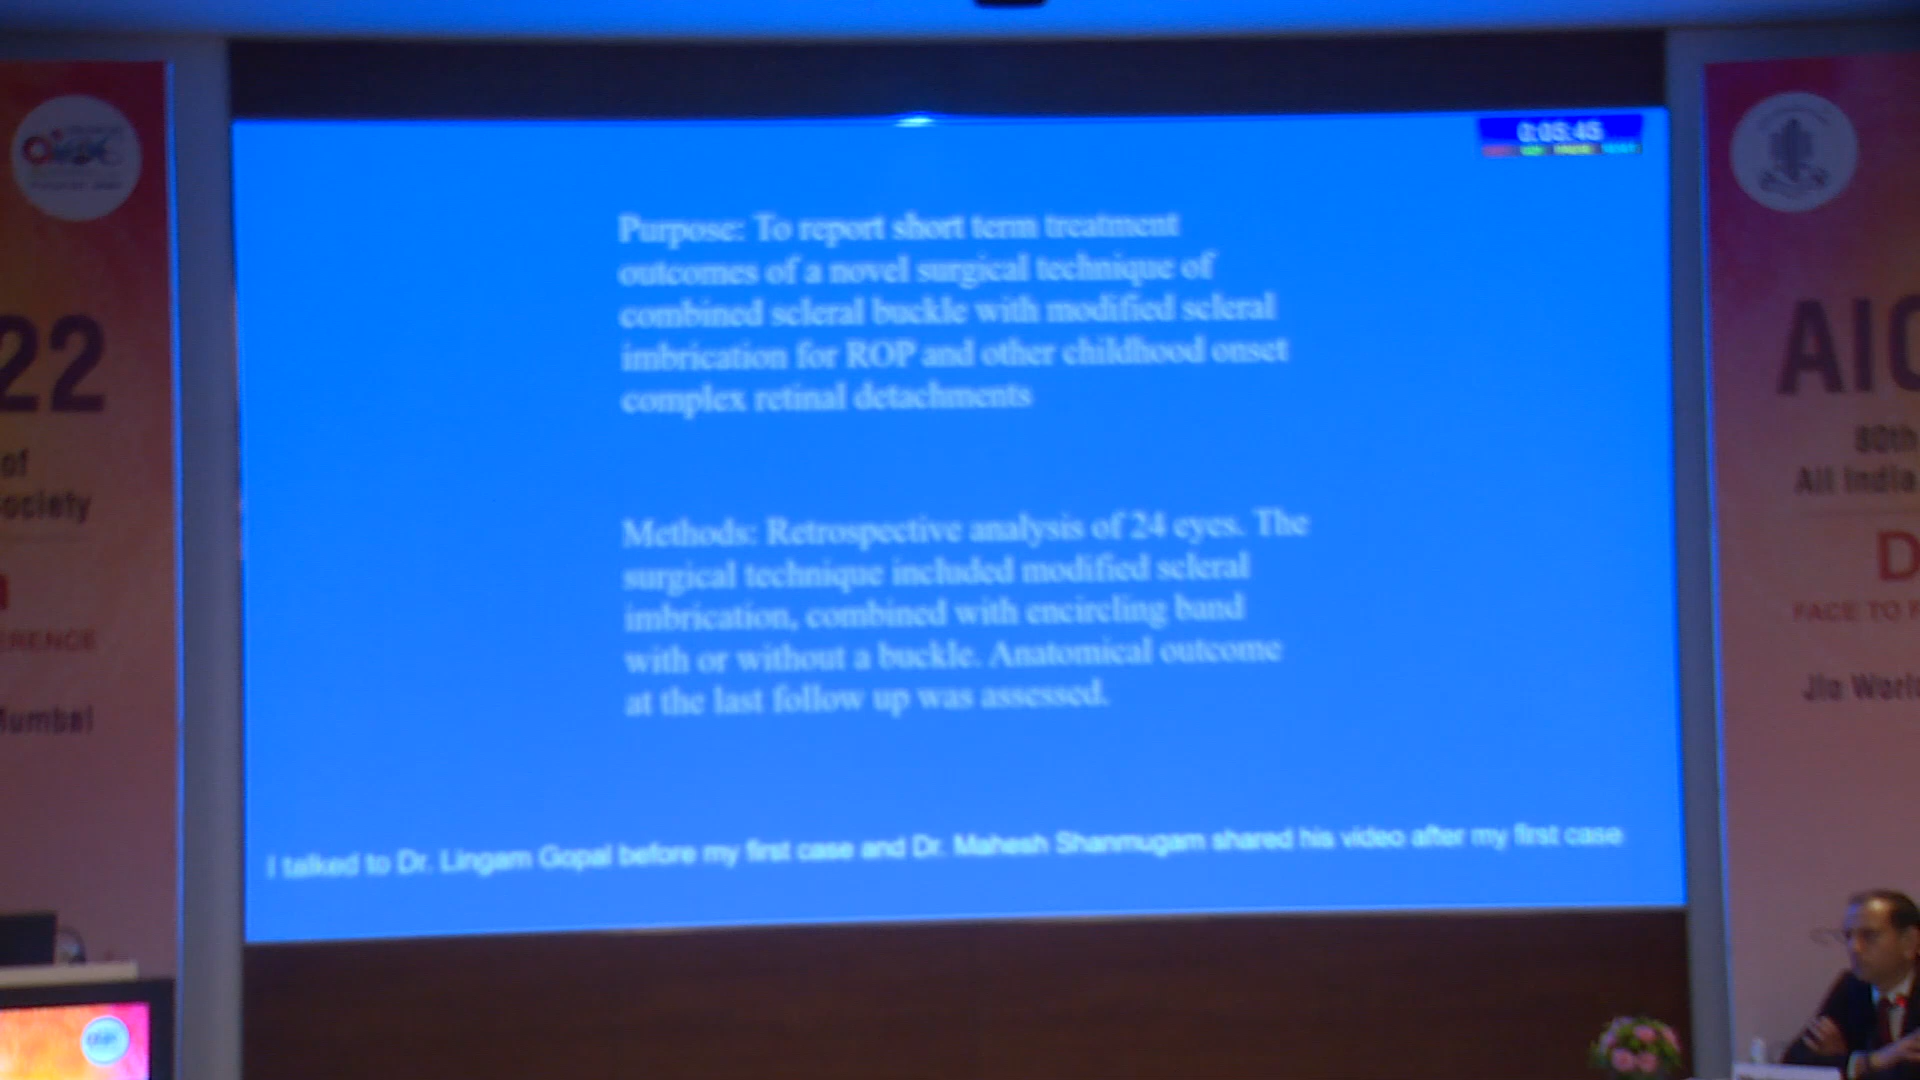 0:05:45
Purpose: To report short term treatment
outcomes of a novel surgical technique of
combined scleral buckle with modified scleral
imbrication for ROP and other childhood onset
complex retinal detachments
Methods: Retrospective analysis of 24 eyes. The
surgical technique included modified scleral
imbrication, combined with encircling band
with or without a buckle. Anatomical outcome
at the last follow up was assessed.
I talked to Dr. Lingam Gopal before my first case and Dr. Mahesh Shanmugam shared his video after my first case
22
of
ociety
ERENCE
Mumbai
AIO
80th
All India
D
FACE TO F
Jio World